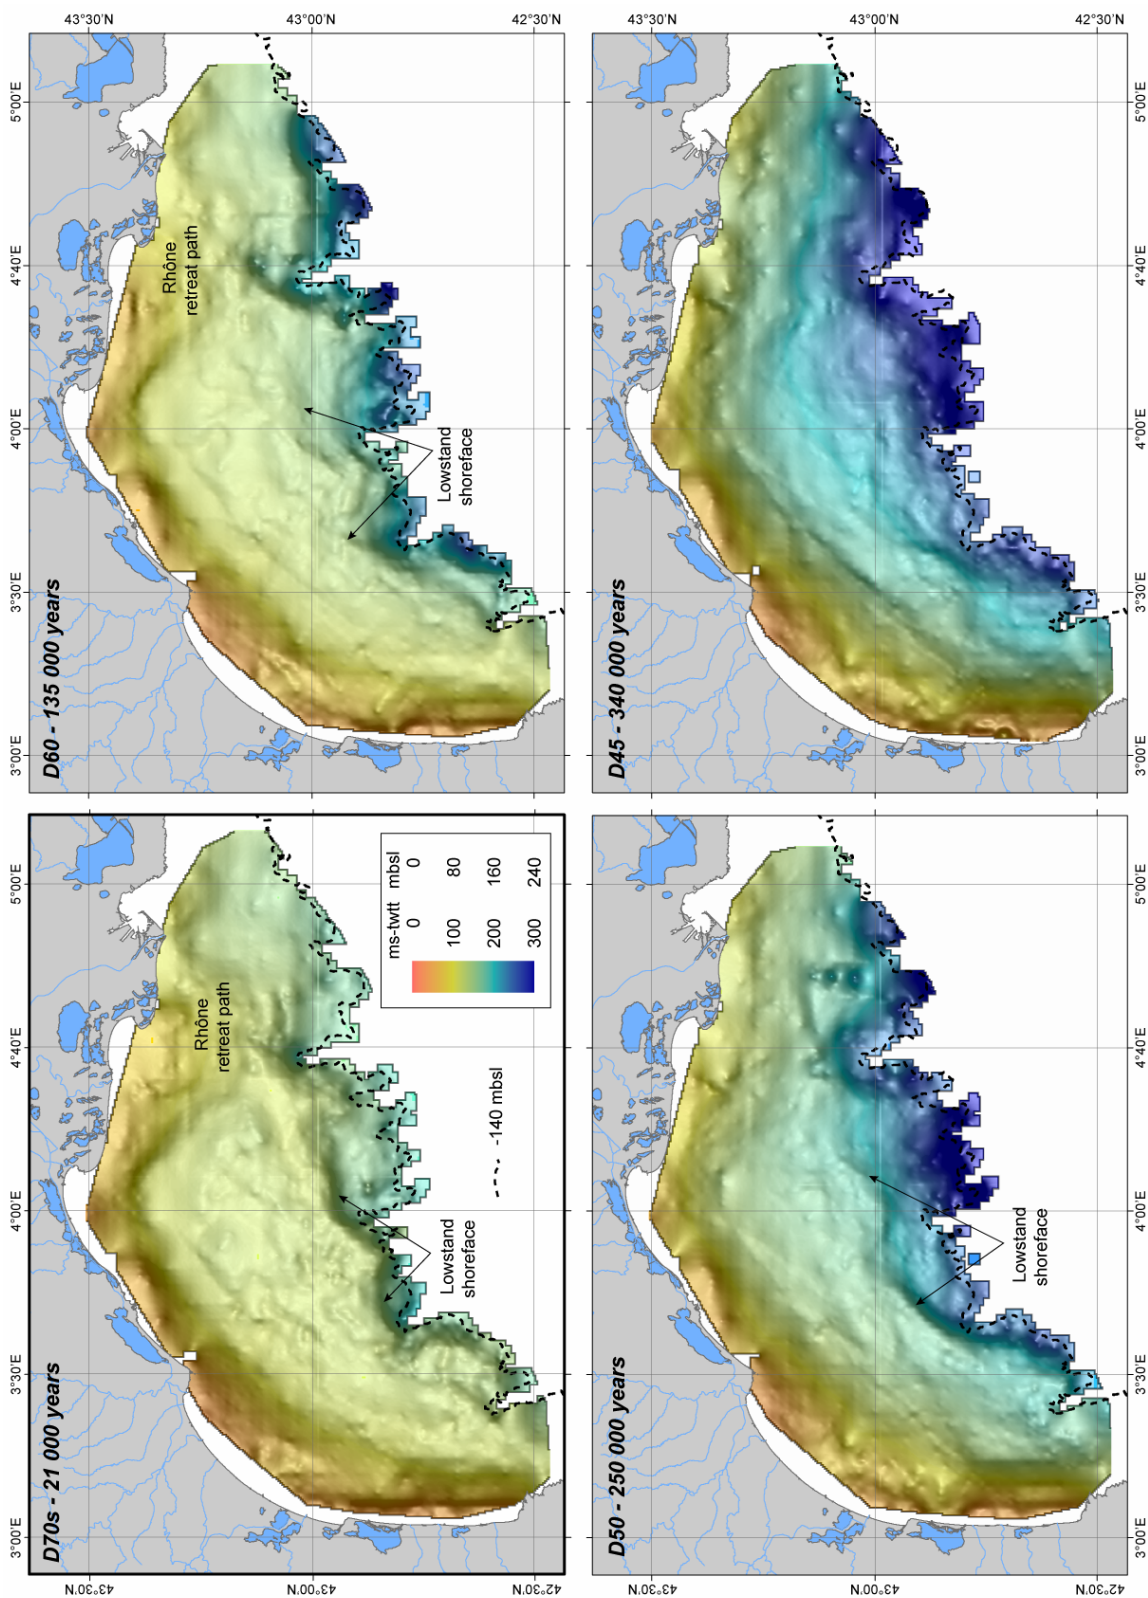 3°00'E 3°30'E 4°00'E 4°40'E 5°00'E 3°00'E 3°30'E 4°00'E 4°40'E 5°00'E
D70s - 21 000 years
D60 - 135 000 years
43°30'N
43°30'N
Rhône
retreat path
Rhône
retreat path
43°00'N
43°00'N
Lowstand
shoreface
Lowstand
shoreface
-140 mbsl
ms-twtt mbsl
0 0
100 80
200 160
300 240
42°30'N
42°30'N
D50 - 250 000 years
D45 - 340 000 years
43°30'N
43°30'N
43°00'N
43°00'N
Lowstand
shoreface
42°30'N
42°30'N
3°00'E 3°30'E 4°00'E 4°40'E 5°00'E 3°00'E 3°30'E 4°00'E 4°40'E 5°00'E